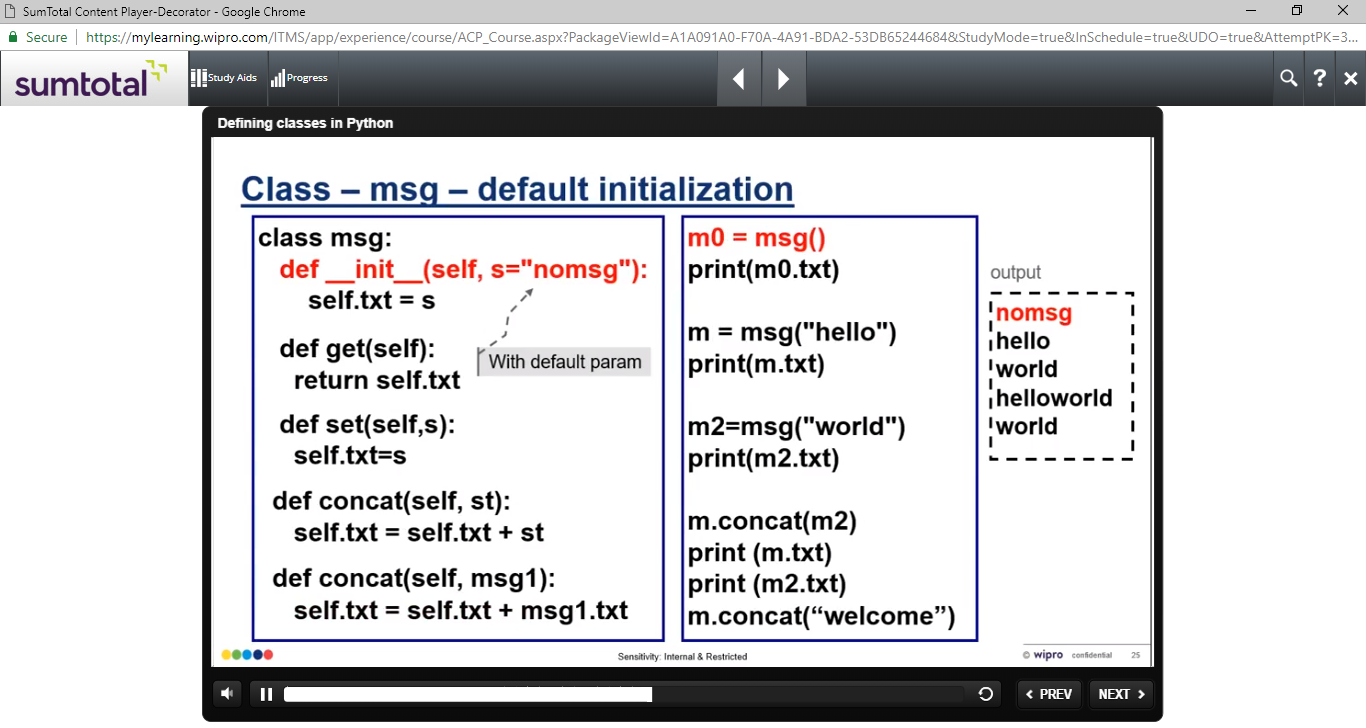 SumTotal Content Player-Decorator - Google Chrome
Secure https://mylearning.wipro.com/ITMS/app/experience/course/ACP_Course.aspx?PackageViewId=A1A091A0-F70A-4A91-BDA2-53DB65244684&StudyMode=true&InSchedule=true&UDO=true&AttemptPK=3...
sumtotal Study Aids Progress
Defining classes in Python
Class – msg – default initialization
class msg:
def __init__(self, s="nomsg"):
self.txt = s
def get(self):
return self.txt
With default param
def set(self,s):
self.txt=s
def concat(self, st):
self.txt = self.txt + st
def concat(self, msg1):
self.txt = self.txt + msg1.txt
m0 = msg()
print(m0.txt)
m = msg("hello")
print(m.txt)
m2=msg("world")
print(m2.txt)
m.concat(m2)
print (m.txt)
print (m2.txt)
m.concat(“welcome”)
output
nomsg
hello
world
helloworld
world
Sensitivity: Internal & Restricted
© wipro confidential 25
PREV NEXT